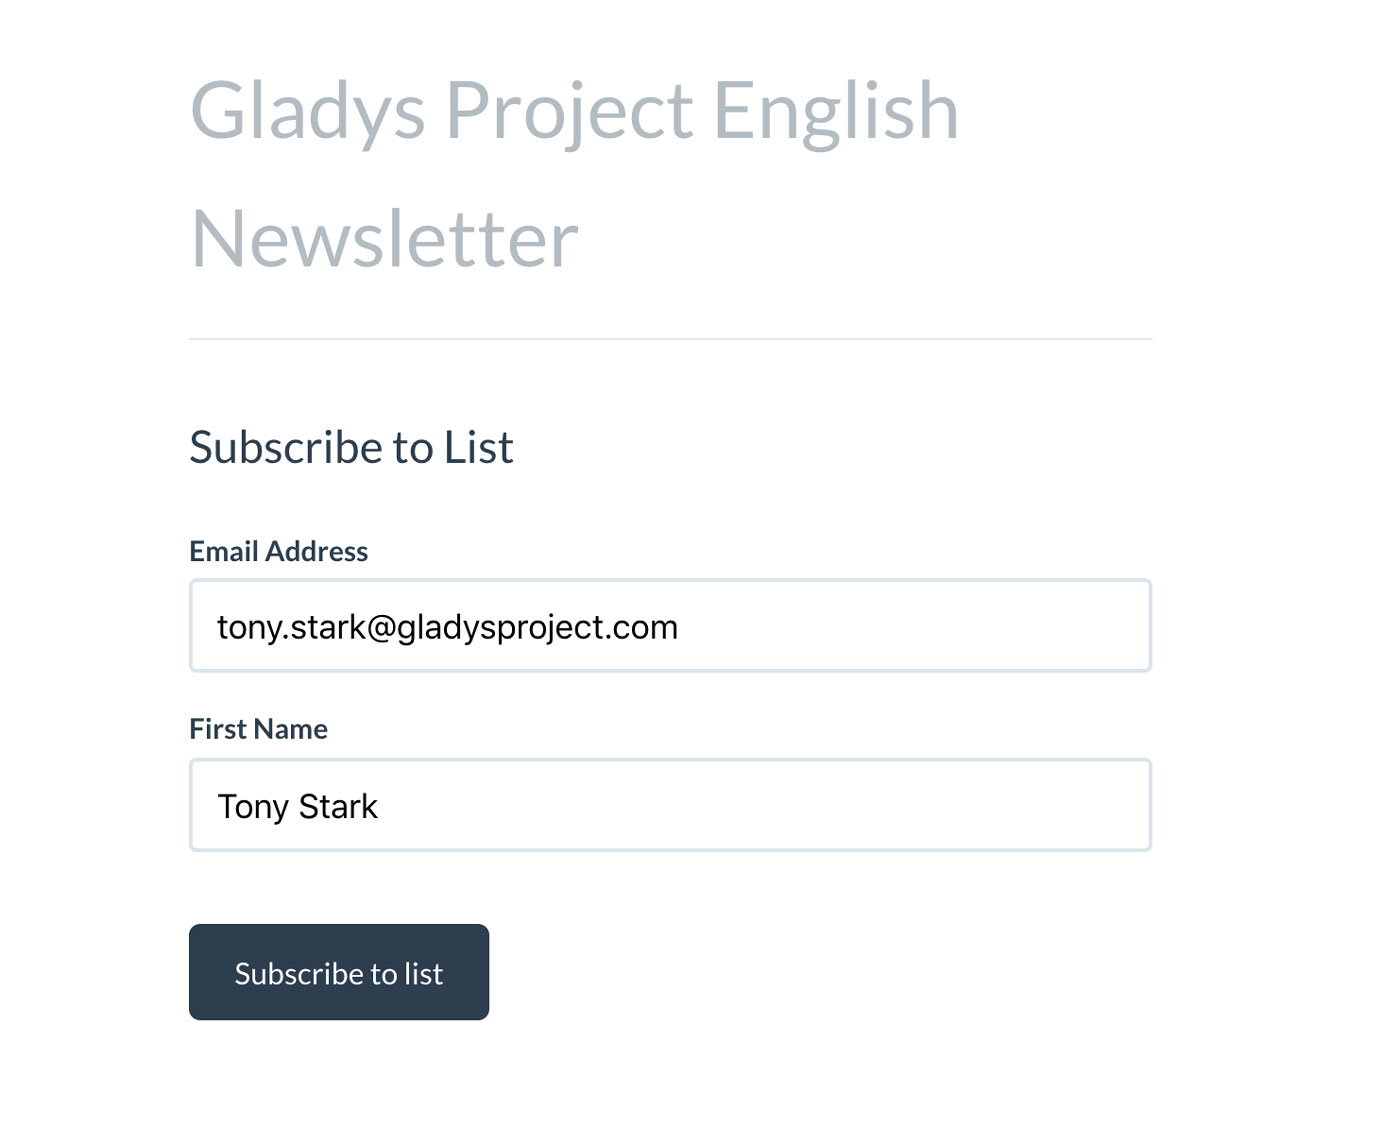 Gladys Project English
Newsletter
Subscribe to List
Email Address
tony.stark@gladysproject.com
First Name
Tony Stark
Subscribe to list